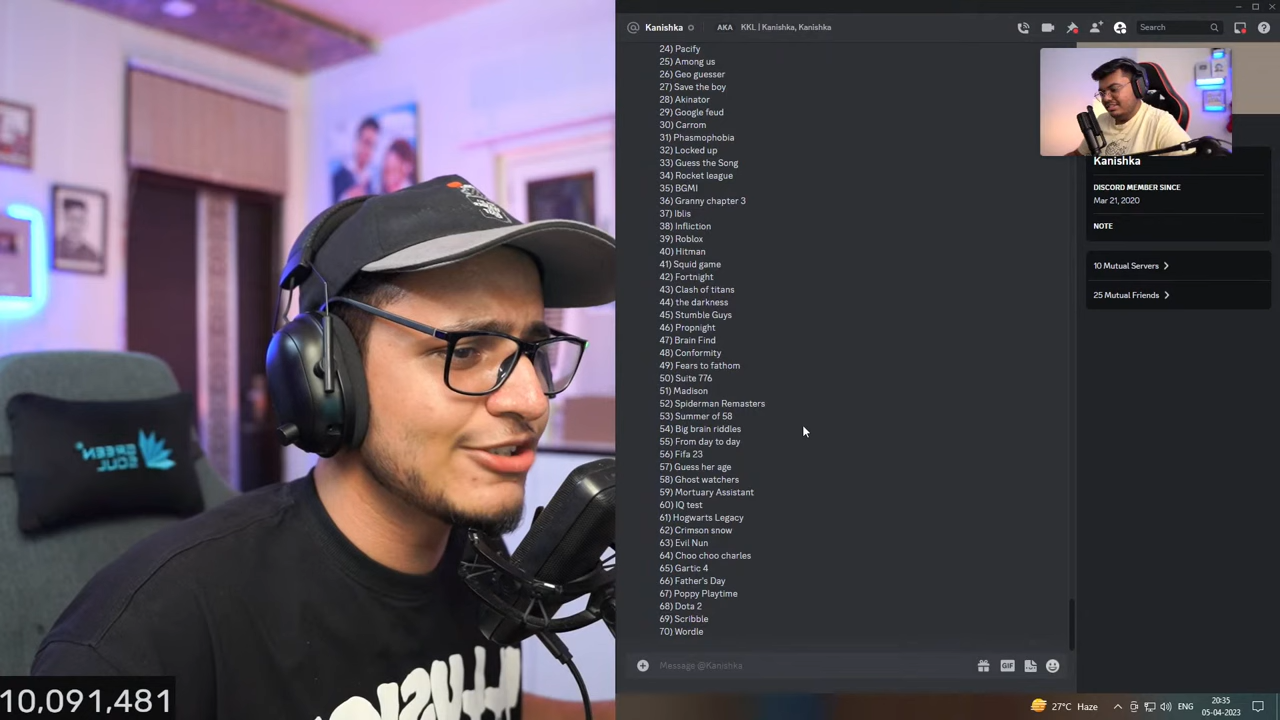 Kanishka
AKA KKL | Kanishka, Kanishka
Search
24) Pacify
25) Among us
26) Geo guesser
27) Save the boy
28) Akinator
29) Google feud
30) Carrom
31) Phasmophobia
32) Locked up
33) Guess the Song
34) Rocket league
35) BGMI
36) Granny chapter 3
37) Iblis
38) Infliction
39) Roblox
40) Hitman
41) Squid game
42) Fortnight
43) Clash of titans
44) the darkness
45) Stumble Guys
46) Propnight
47) Brain Find
48) Conformity
49) Fears to fathom
50) Suite 776
51) Madison
52) Spiderman Remasters
53) Summer of 58
54) Big brain riddles
55) From day to day
56) Fifa 23
57) Guess her age
58) Ghost watchers
59) Mortuary Assistant
60) IQ test
61) Hogwarts Legacy
62) Crimson snow
63) Evil Nun
64) Choo choo charles
65) Gartic 4
66) Father's Day
67) Poppy Playtime
68) Dota 2
69) Scribble
70) Wordle
Message @Kanishka
GIF
Kanishka
DISCORD MEMBER SINCE
Mar 21, 2020
NOTE
10 Mutual Servers
25 Mutual Friends
GREEN
SOUL
10,091,481
27°C Haze
ENG
20:35
05-04-2023